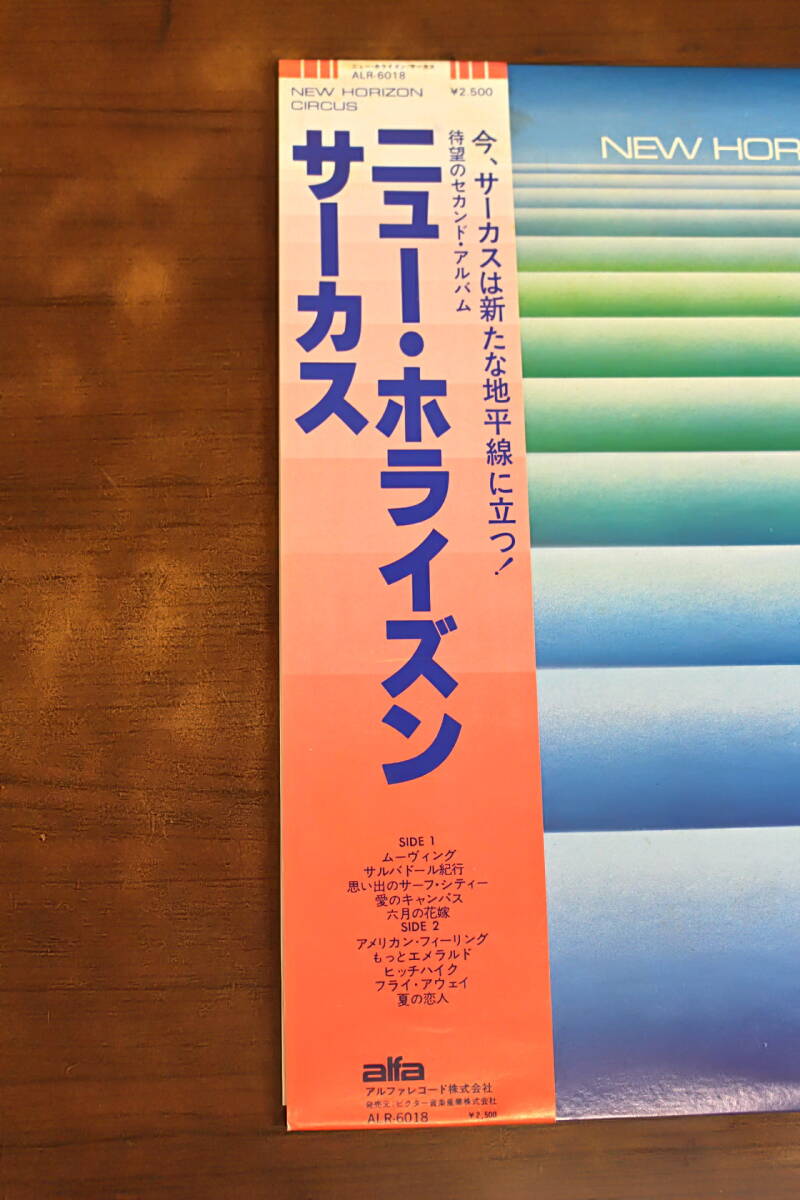 ニュー・ホライズン・サーカス
ALR-6018
NEW HORIZON
CIRCUS
¥2.500
今、サーカスは新たな地平線に立つ!
待望のセカンド・アルバム
ニュー・ホライズン
サーカス
SIDE 1
ムーヴィング
サルバドール紀行
思い出のサーフ・シティー
愛のキャンバス
六月の花嫁
SIDE 2
アメリカン・フィーリング
もっとエメラルド
ヒッチハイク
フライ・アウェイ
夏の恋人
alfa
アルファレコード株式会社
発売元:ビクター音楽産業株式会社
ALR-6018
¥2,500
NEW HOR